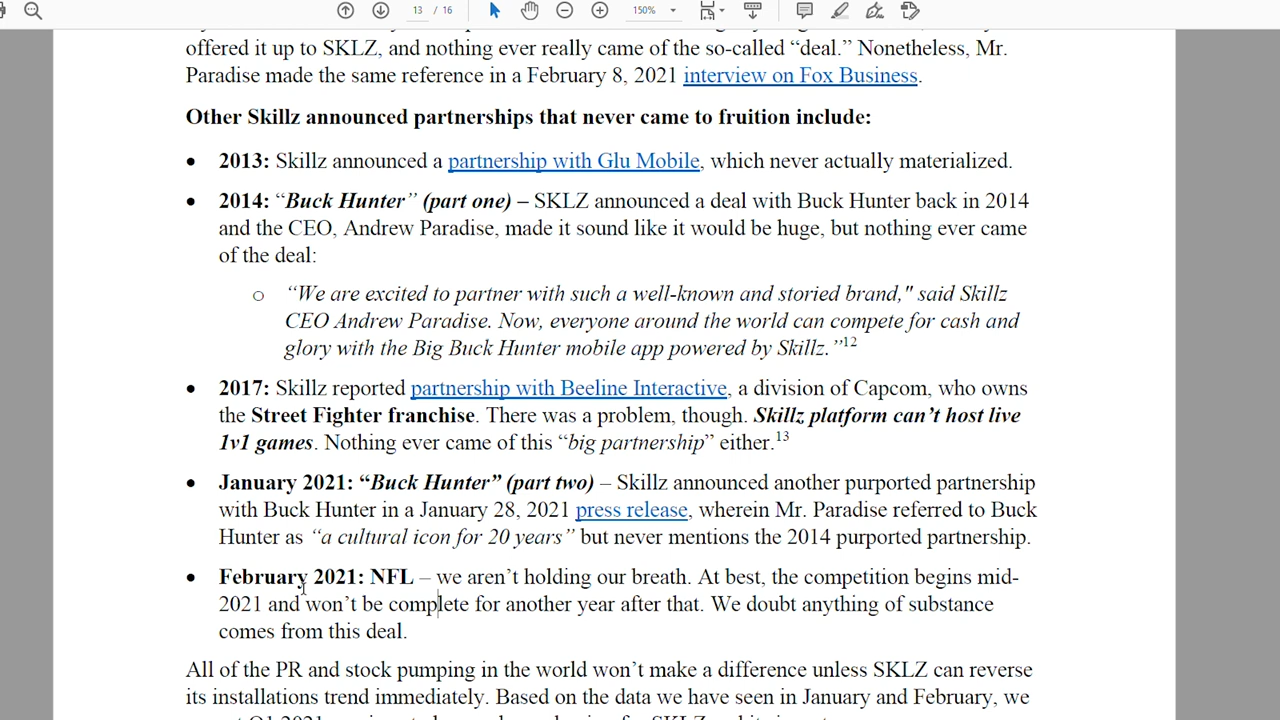 13 / 16 150%
offered it up to SKLZ, and nothing ever really came of the so-called “deal.” Nonetheless, Mr.
Paradise made the same reference in a February 8, 2021 interview on Fox Business.
Other Skillz announced partnerships that never came to fruition include:
• 2013: Skillz announced a partnership with Glu Mobile, which never actually materialized.
• 2014: “Buck Hunter” (part one) – SKLZ announced a deal with Buck Hunter back in 2014
and the CEO, Andrew Paradise, made it sound like it would be huge, but nothing ever came
of the deal:
o “We are excited to partner with such a well-known and storied brand," said Skillz
CEO Andrew Paradise. Now, everyone around the world can compete for cash and
glory with the Big Buck Hunter mobile app powered by Skillz.”12
• 2017: Skillz reported partnership with Beeline Interactive, a division of Capcom, who owns
the Street Fighter franchise. There was a problem, though. Skillz platform can’t host live
1v1 games. Nothing ever came of this “big partnership” either.13
• January 2021: “Buck Hunter” (part two) – Skillz announced another purported partnership
with Buck Hunter in a January 28, 2021 press release, wherein Mr. Paradise referred to Buck
Hunter as “a cultural icon for 20 years” but never mentions the 2014 purported partnership.
• February 2021: NFL – we aren’t holding our breath. At best, the competition begins mid-
2021 and won’t be complete for another year after that. We doubt anything of substance
comes from this deal.
All of the PR and stock pumping in the world won’t make a difference unless SKLZ can reverse
its installations trend immediately. Based on the data we have seen in January and February, we